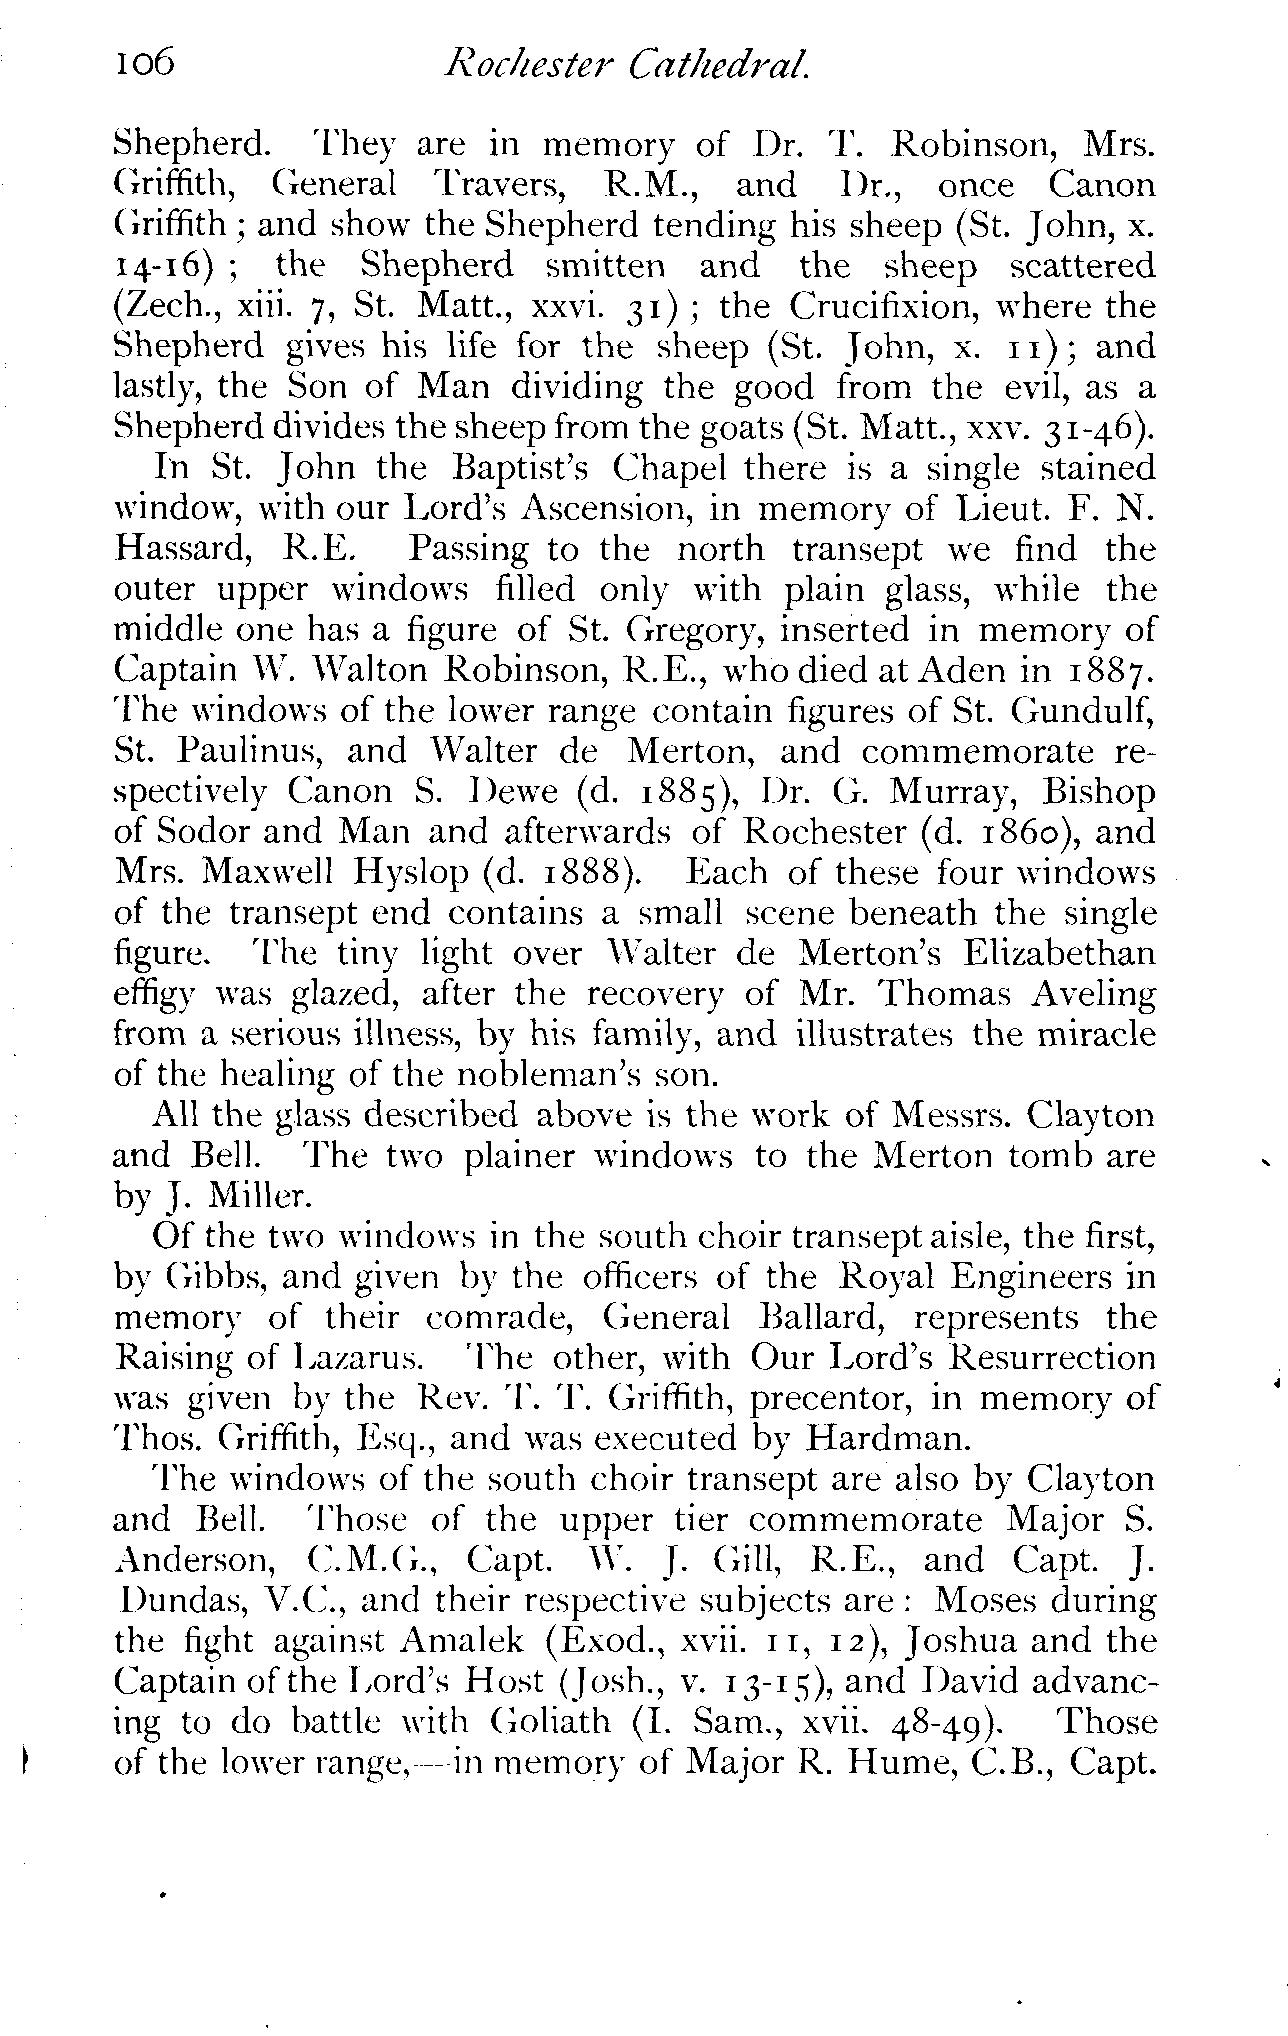 106 Rochester Cathedral.
Shepherd. They are in memory of Dr. T. Robinson, Mrs.
Griffith, General Travers, R.M., and Dr., once Canon
Griffith ; and show the Shepherd tending his sheep (St. John, x.
14-16) ; the Shepherd smitten and the sheep scattered
(Zech., xiii. 7, St. Matt., xxvi. 31) ; the Crucifixion, where the
Shepherd gives his life for the sheep (St. John, x. 11) ; and
lastly, the Son of Man dividing the good from the evil, as a
Shepherd divides the sheep from the goats (St. Matt., xxv. 31-46).
In St. John the Baptist's Chapel there is a single stained
window, with our Lord's Ascension, in memory of Lieut. F. N.
Hassard, R.E. Passing to the north transept we find the
outer upper windows filled only with plain glass, while the
middle one has a figure of St. Gregory, inserted in memory of
Captain W. Walton Robinson, R.E., who died at Aden in 1887.
The windows of the lower range contain figures of St. Gundulf,
St. Paulinus, and Walter de Merton, and commemorate re-
spectively Canon S. Dewe (d. 1885), Dr. G. Murray, Bishop
of Sodor and Man and afterwards of Rochester (d. 1860), and
Mrs. Maxwell Hyslop (d. 1888). Each of these four windows
of the transept end contains a small scene beneath the single
figure. The tiny light over Walter de Merton's Elizabethan
effigy was glazed, after the recovery of Mr. Thomas Aveling
from a serious illness, by his family, and illustrates the miracle
of the healing of the nobleman's son.
All the glass described above is the work of Messrs. Clayton
and Bell. The two plainer windows to the Merton tomb are
by J. Miller.
Of the two windows in the south choir transept aisle, the first,
by Gibbs, and given by the officers of the Royal Engineers in
memory of their comrade, General Ballard, represents the
Raising of Lazarus. The other, with Our Lord's Resurrection
was given by the Rev. T. T. Griffith, precentor, in memory of
Thos. Griffith, Esq., and was executed by Hardman.
The windows of the south choir transept are also by Clayton
and Bell. Those of the upper tier commemorate Major S.
Anderson, C.M.G., Capt. W. J. Gill, R.E., and Capt. J.
Dundas, V.C., and their respective subjects are : Moses during
the fight against Amalek (Exod., xvii. 11, 12), Joshua and the
Captain of the Lord's Host (Josh., v. 13-15), and David advanc-
ing to do battle with Goliath (I. Sam., xvii. 48-49). Those
of the lower range,—in memory of Major R. Hume, C.B., Capt.